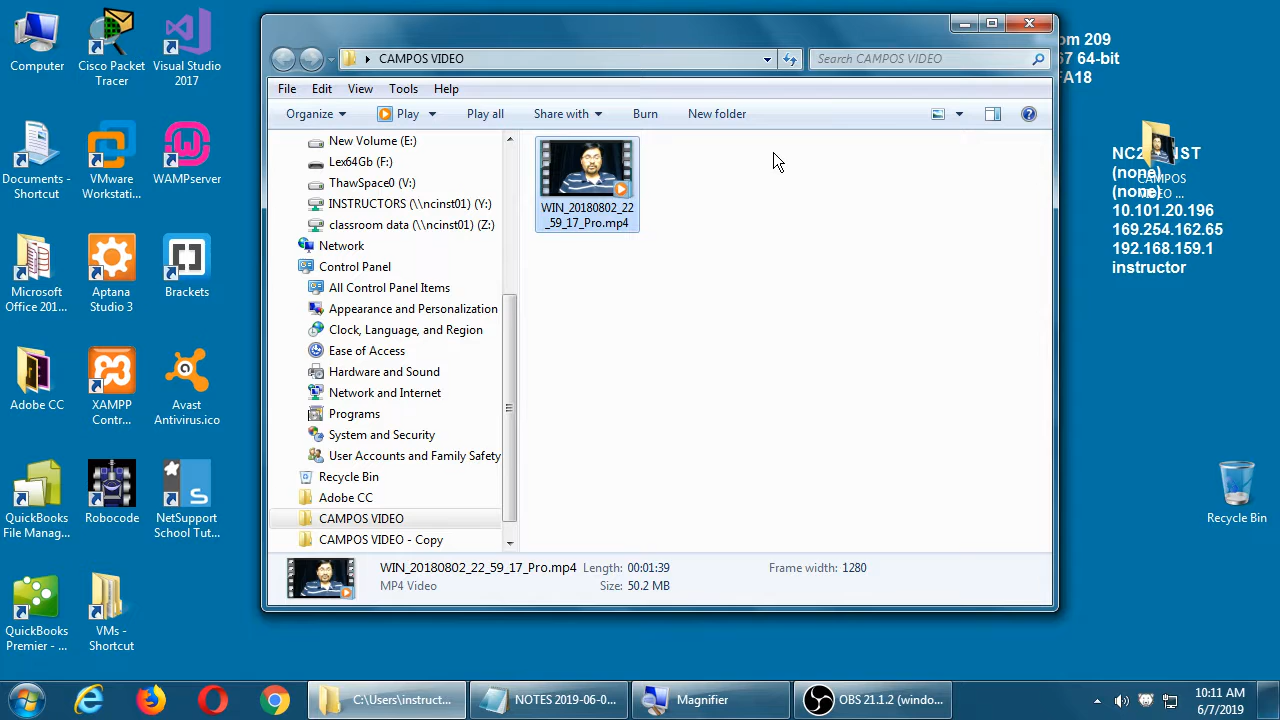 Computer
Cisco Packet
Tracer
Visual Studio
2017
Documents -
Shortcut
VMware
Workstati...
WAMPserver
Microsoft
Office 201...
Aptana
Studio 3
Brackets
Adobe CC
XAMPP
Contr...
Avast
Antivirus.ico
QuickBooks
File Manag...
Robocode
NetSupport
School Tut...
QuickBooks
Premier - ...
VMs -
Shortcut
CAMPOS VIDEO
Search CAMPOS VIDEO
File Edit View Tools Help
Organize Play Play all Share with Burn New folder
New Volume (E:)
Lex64Gb (F:)
ThawSpace0 (V:)
INSTRUCTORS (\\ncinst01) (Y:)
classroom data (\\ncinst01) (Z:)
Network
Control Panel
All Control Panel Items
Appearance and Personalization
Clock, Language, and Region
Ease of Access
Hardware and Sound
Network and Internet
Programs
System and Security
User Accounts and Family Safety
Recycle Bin
Adobe CC
CAMPOS VIDEO
CAMPOS VIDEO - Copy
WIN_20180802_22
_59_17_Pro.mp4
WIN_20180802_22_59_17_Pro.mp4 Length: 00:01:39 Frame width: 1280
MP4 Video Size: 50.2 MB
om 209
67 64-bit
FA18
(none)
(none)
10.101.20.196
169.254.162.65
192.168.159.1
instructor
CAMPOS
VIDEO ...
Recycle Bin
C:\Users\instruct...
NOTES 2019-06-0...
Magnifier
OBS 21.1.2 (windo...
10:11 AM
6/7/2019